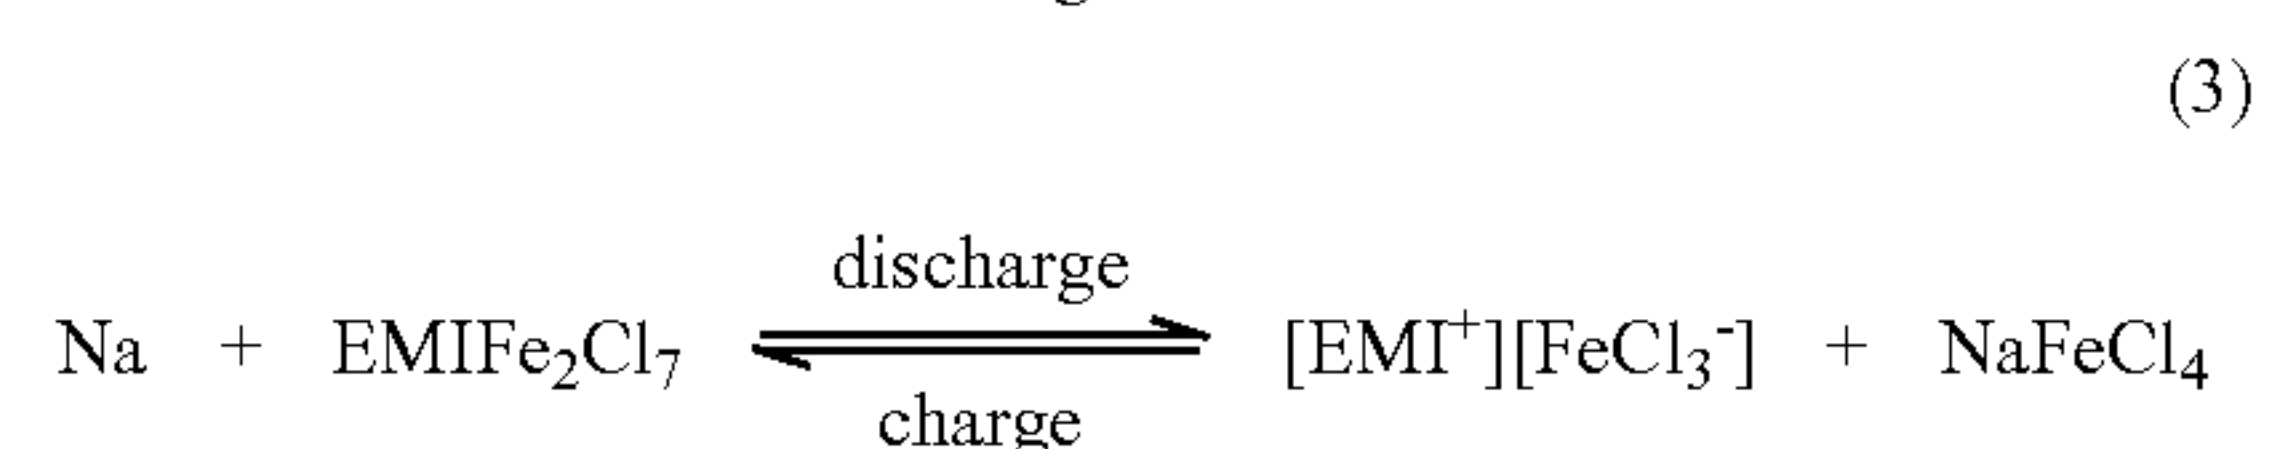 (3)
discharge
Na + EMIFe₂Cl₇ ⇌ [EMI⁺][FeCl₃⁻] + NaFeCl₄
charge